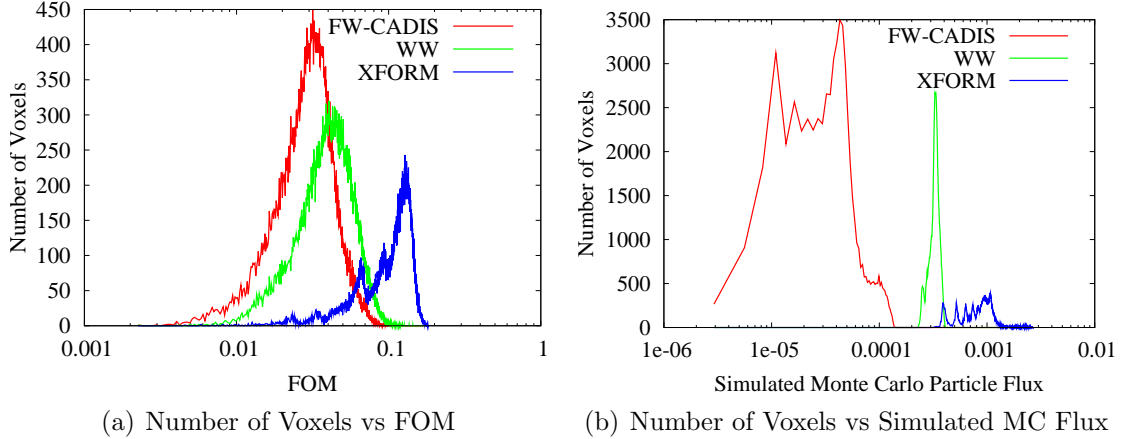 450
400
350
300
250
200
150
100
50
0
Number of Voxels
FW-CADIS
WW
XFORM
0.001 0.01 0.1 1
FOM
(a) Number of Voxels vs FOM
3500
3000
2500
2000
1500
1000
500
0
Number of Voxels
FW-CADIS
WW
XFORM
1e-06 1e-05 0.0001 0.001 0.01
Simulated Monte Carlo Particle Flux
(b) Number of Voxels vs Simulated MC Flux